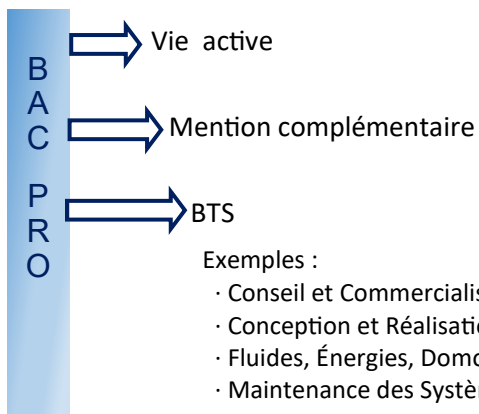 BAC PRO
Vie active
Mention complémentaire
BTS
Exemples :
· Conseil et
· Conception et
· Fluides, Énergies,
· Maintenance des